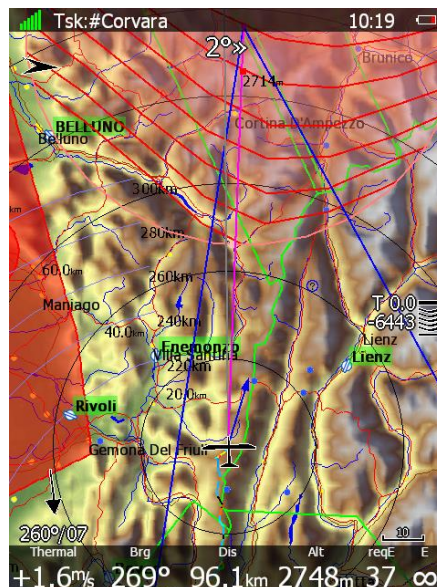 Tsk:#Corvara 10:19
2°»
2714m
Brunico
BELLUNO
Belluno
Cortina D'Ampezzo
300km
280km
60.0km
260km
Maniago
240km
40.0km
T 0.0
-6443
Enemonzo
Villa Santina
Lienz
Lienz
220km
20.0km
Rivoli
Gemona Del Friuli
260°/07
10
Thermal Brg Dis Alt reqE E
+1.6m/s 269° 96.1km 2748m 37 ∞